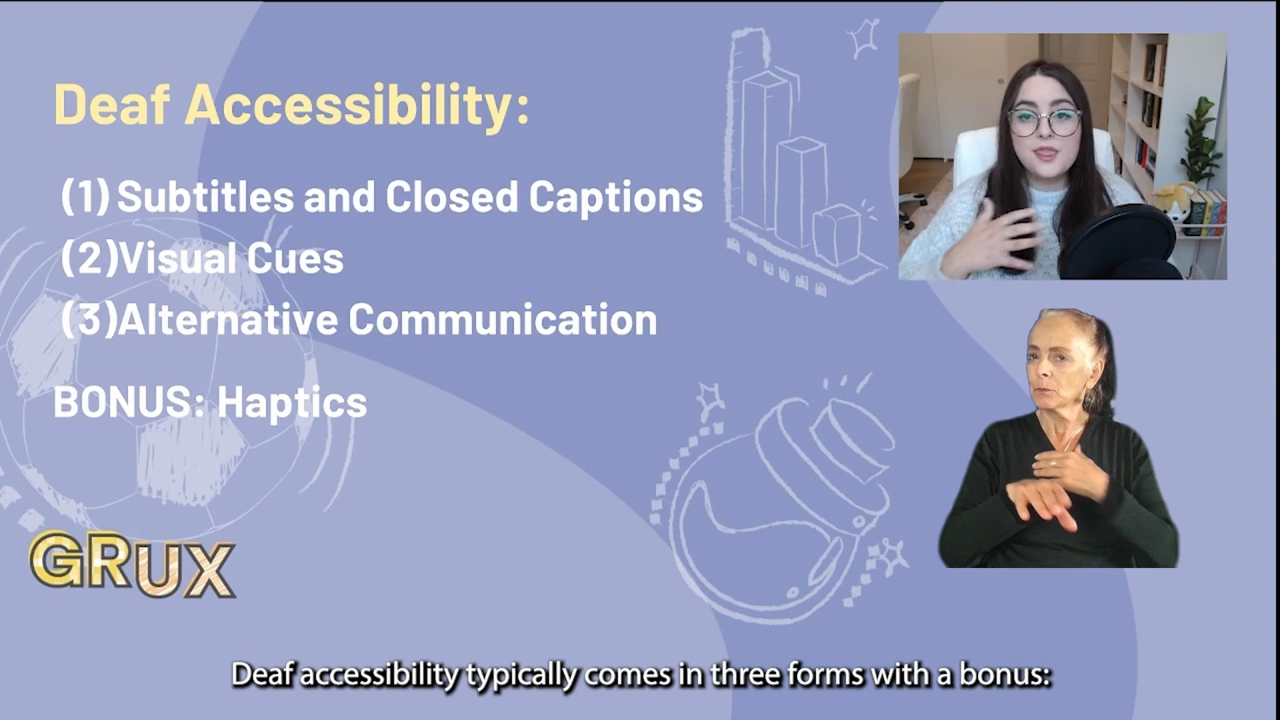 Deaf Accessibility:
(1) Subtitles and Closed Captions
(2)Visual Cues
(3)Alternative Communication
BONUS: Haptics
GRUX
Deaf accessibility typically comes in three forms with a bonus: